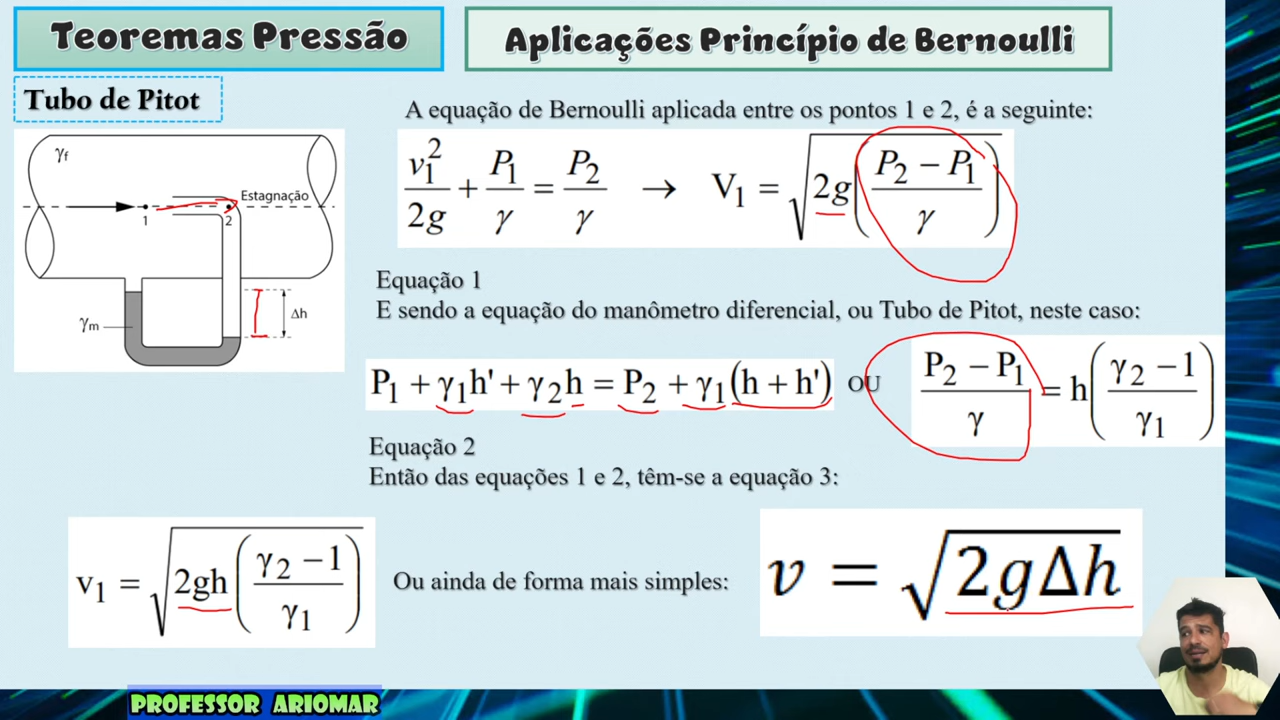 Teoremas Pressão
Aplicações Princípio de Bernoulli
Tubo de Pitot
A equação de Bernoulli aplicada entre os pontos 1 e 2, é a seguinte:
γf
Estagnação
1
2
Δh
γm
v₁²/2g + P₁/γ = P₂/γ → V₁ = √(2g((P₂ − P₁)/γ))
Equação 1
E sendo a equação do manômetro diferencial, ou Tubo de Pitot, neste caso:
P₁ + γ₁h' + γ₂h = P₂ + γ₁(h + h') OU (P₂ − P₁)/γ = h((γ₂ − 1)/γ₁)
Equação 2
Então das equações 1 e 2, têm-se a equação 3:
v₁ = √(2gh((γ₂ − 1)/γ₁)) Ou ainda de forma mais simples: v = √(2gΔh)
PROFESSOR ARIOMAR